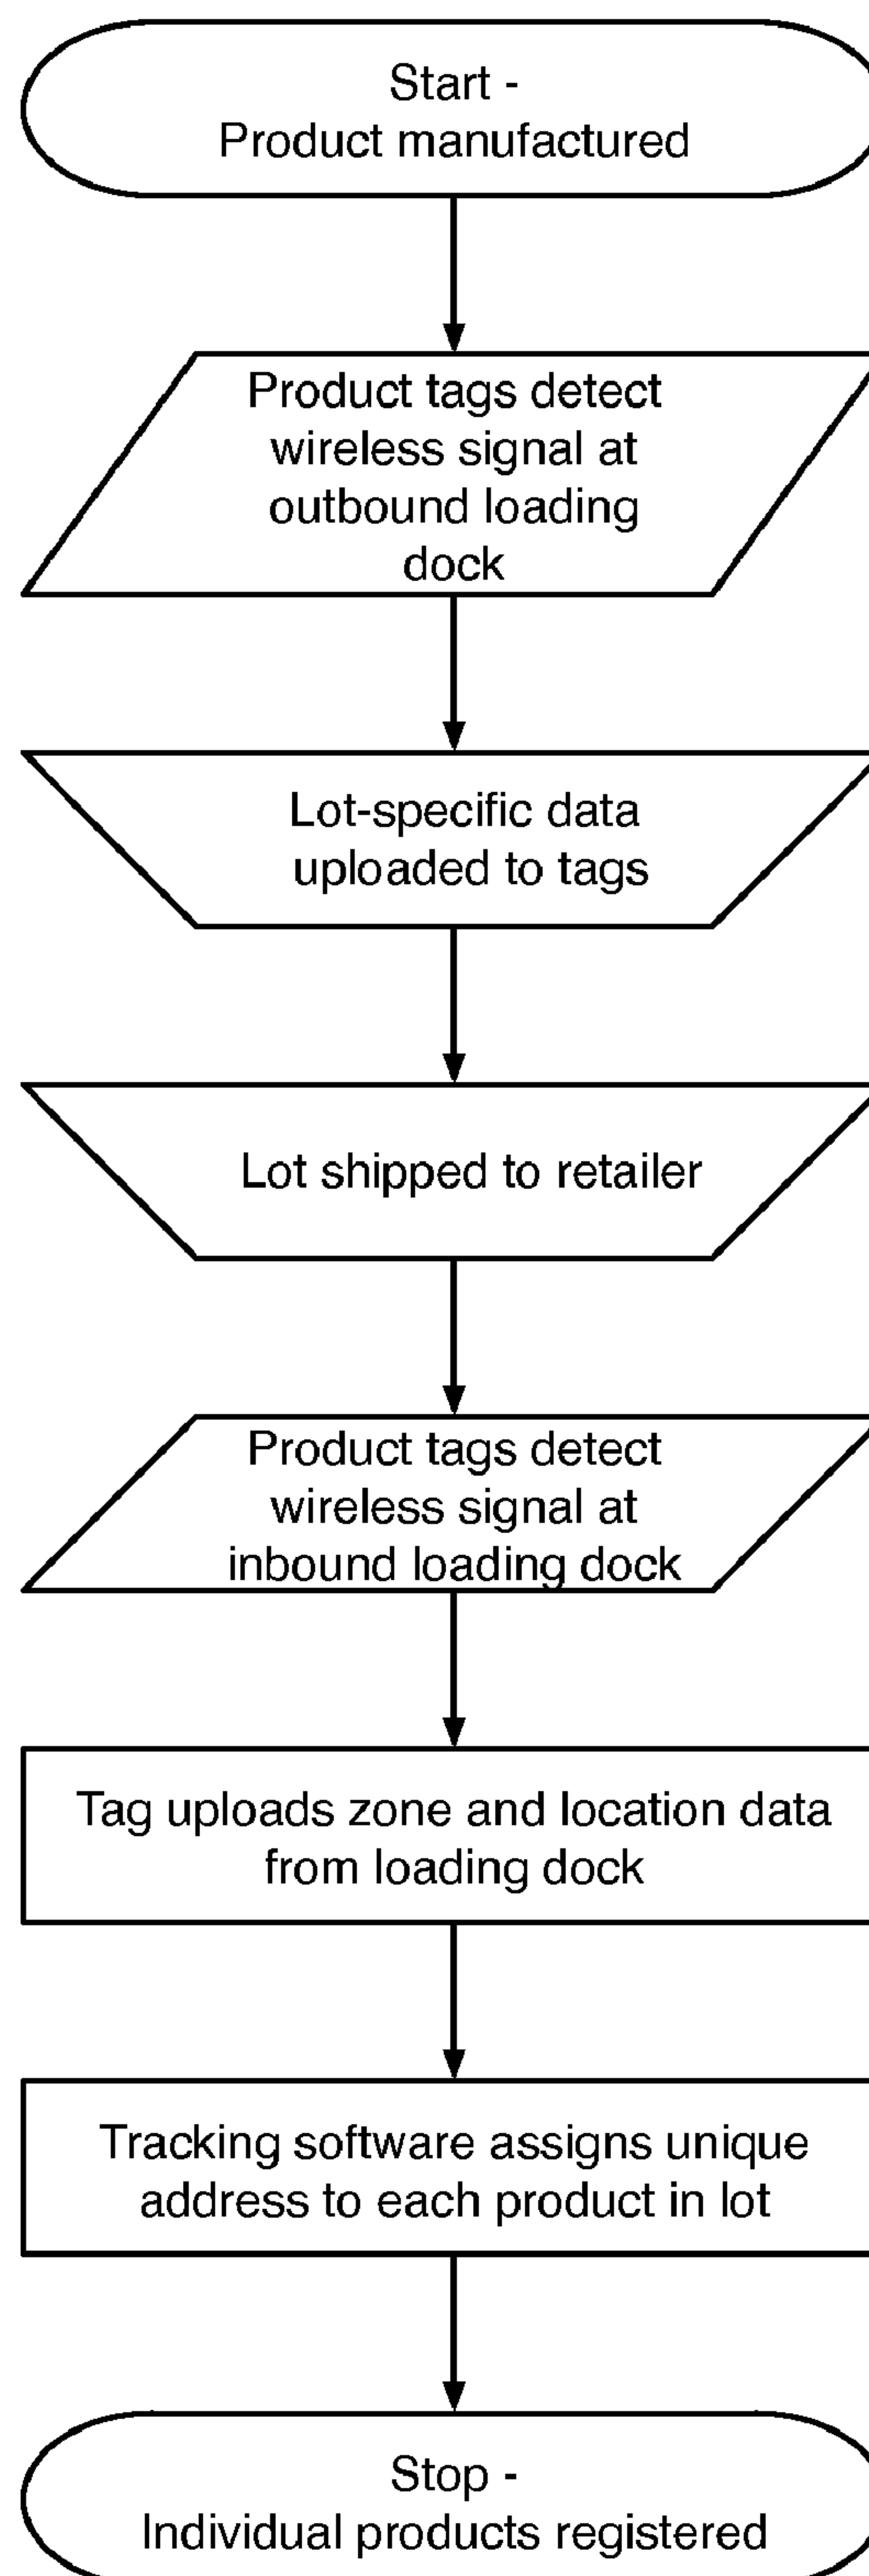 Start -
Product manufactured
Product tags detect
wireless signal at
outbound loading
dock
Lot-specific data
uploaded to tags
Lot shipped to retailer
Product tags detect
wireless signal at
inbound loading dock
Tag uploads zone and location data
from loading dock
Tracking software assigns unique
address to each product in lot
Stop -
Individual products registered